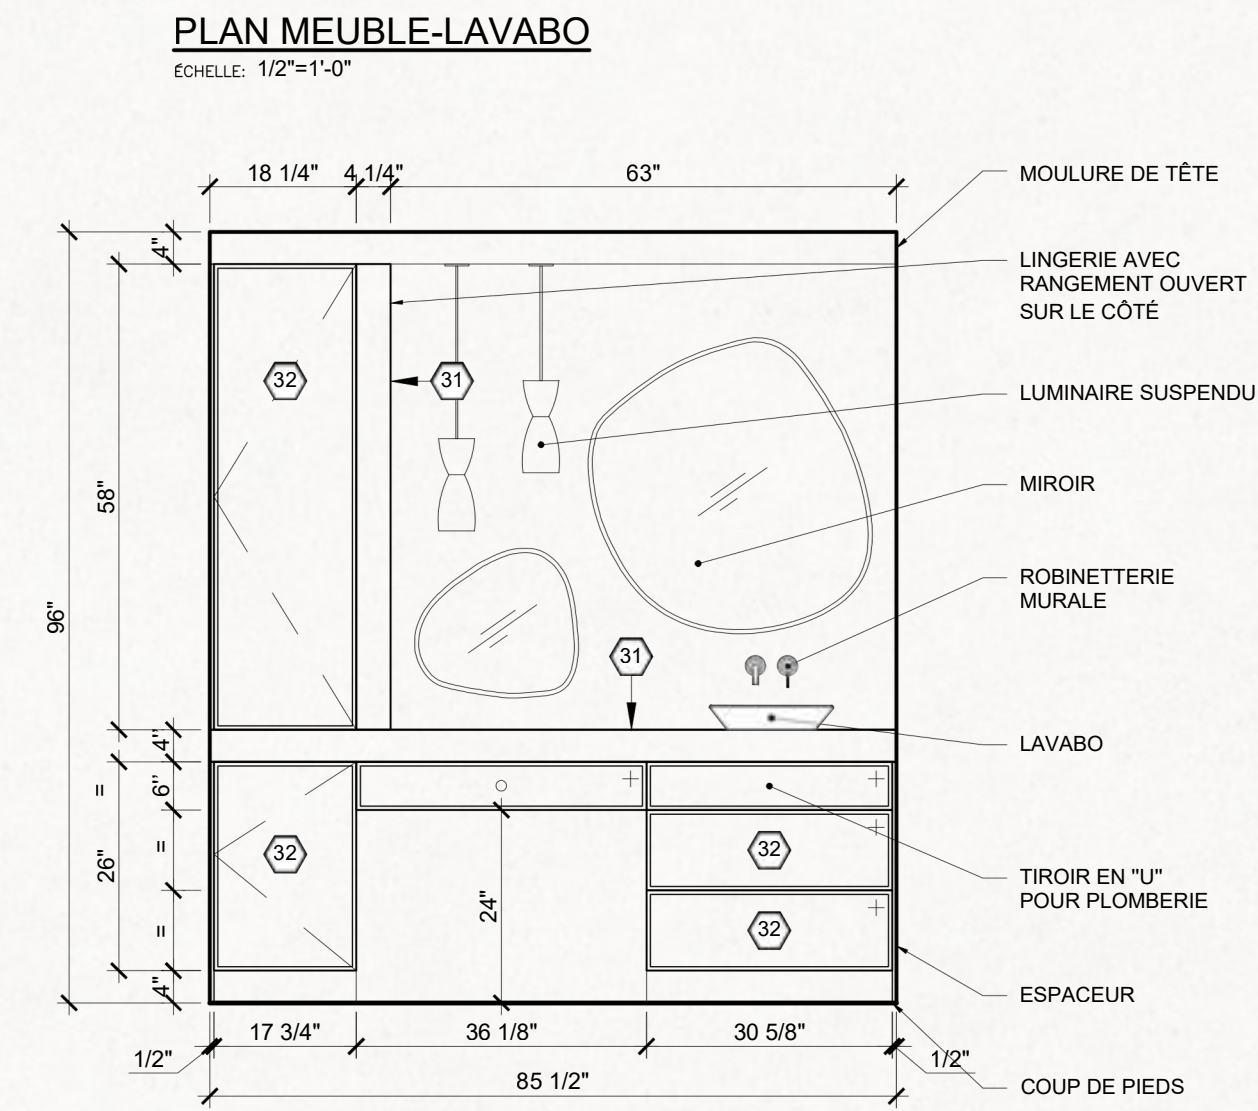 PLAN MEUBLE-LAVABO
ÉCHELLE: 1/2"=1'-0"
18 1/4" 4 1/4" 63"
MOULURE DE TÊTE
4"
LINGERIE AVEC
RANGEMENT OUVERT
SUR LE CÔTÉ
32
31
LUMINAIRE SUSPENDU
58"
MIROIR
ROBINETTERIE
MURALE
96"
31
4"
LAVABO
= 6"
32
32
26" =
TIROIR EN "U"
POUR PLOMBERIE
24"
=
32
4"
ESPACEUR
17 3/4" 36 1/8" 30 5/8"
1/2" 1/2"
85 1/2"
COUP DE PIEDS